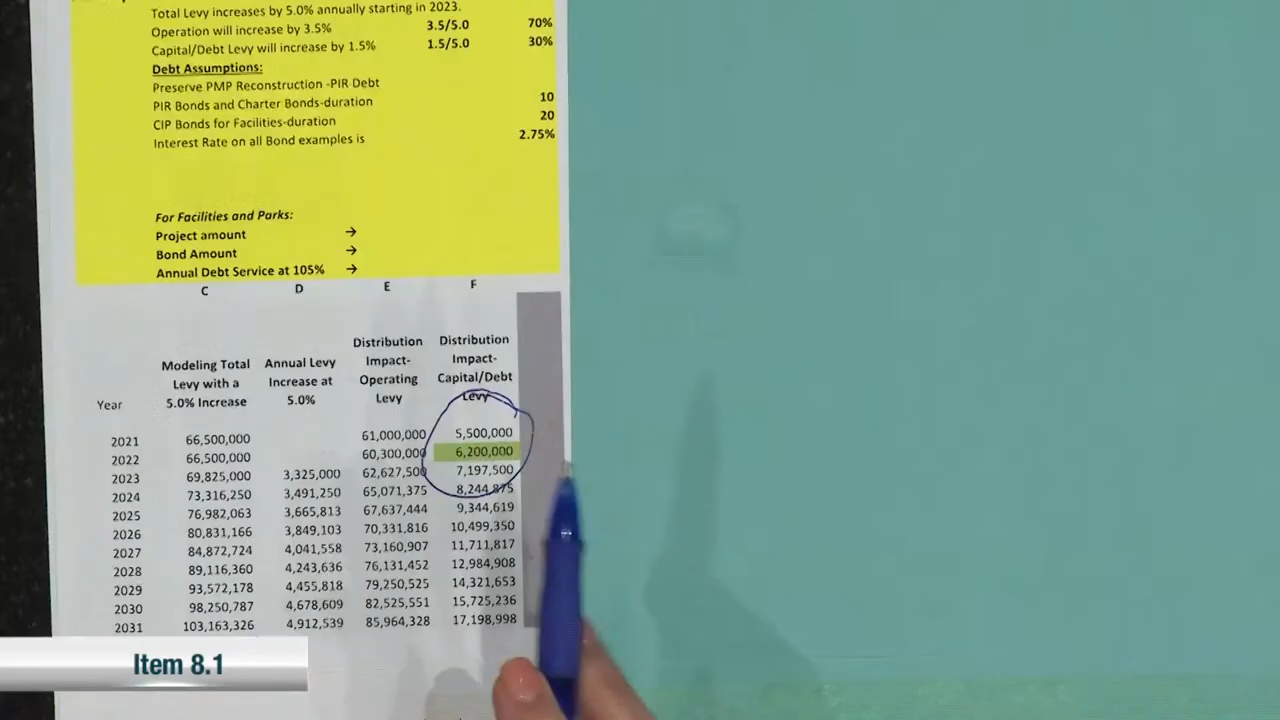 Total Levy increases by 5.0% annually starting in 2023.
Operation will increase by 3.5% 3.5/5.0 70%
Capital/Debt Levy will increase by 1.5% 1.5/5.0 30%
Debt Assumptions:
Preserve PMP Reconstruction -PIR Debt
PIR Bonds and Charter Bonds-duration 10
CIP Bonds for Facilities-duration 20
Interest Rate on all Bond examples is 2.75%
For Facilities and Parks:
Project amount →
Bond Amount →
Annual Debt Service at 105% →
C D E F
Year
Modeling Total
Levy with a
5.0% Increase
Annual Levy
Increase at
5.0%
Distribution
Impact-
Operating
Levy
Distribution
Impact-
Capital/Debt
Levy
2021 66,500,000 61,000,000 5,500,000
2022 66,500,000 60,300,000 6,200,000
2023 69,825,000 3,325,000 62,627,500 7,197,500
2024 73,316,250 3,491,250 65,071,375 8,244,875
2025 76,982,063 3,665,813 67,637,444 9,344,619
2026 80,831,166 3,849,103 70,331,816 10,499,350
2027 84,872,724 4,041,558 73,160,907 11,711,817
2028 89,116,360 4,243,636 76,131,452 12,984,908
2029 93,572,178 4,455,818 79,250,525 14,321,653
2030 98,250,787 4,678,609 82,525,551 15,725,236
2031 103,163,326 4,912,539 85,964,328 17,198,998
Item 8.1